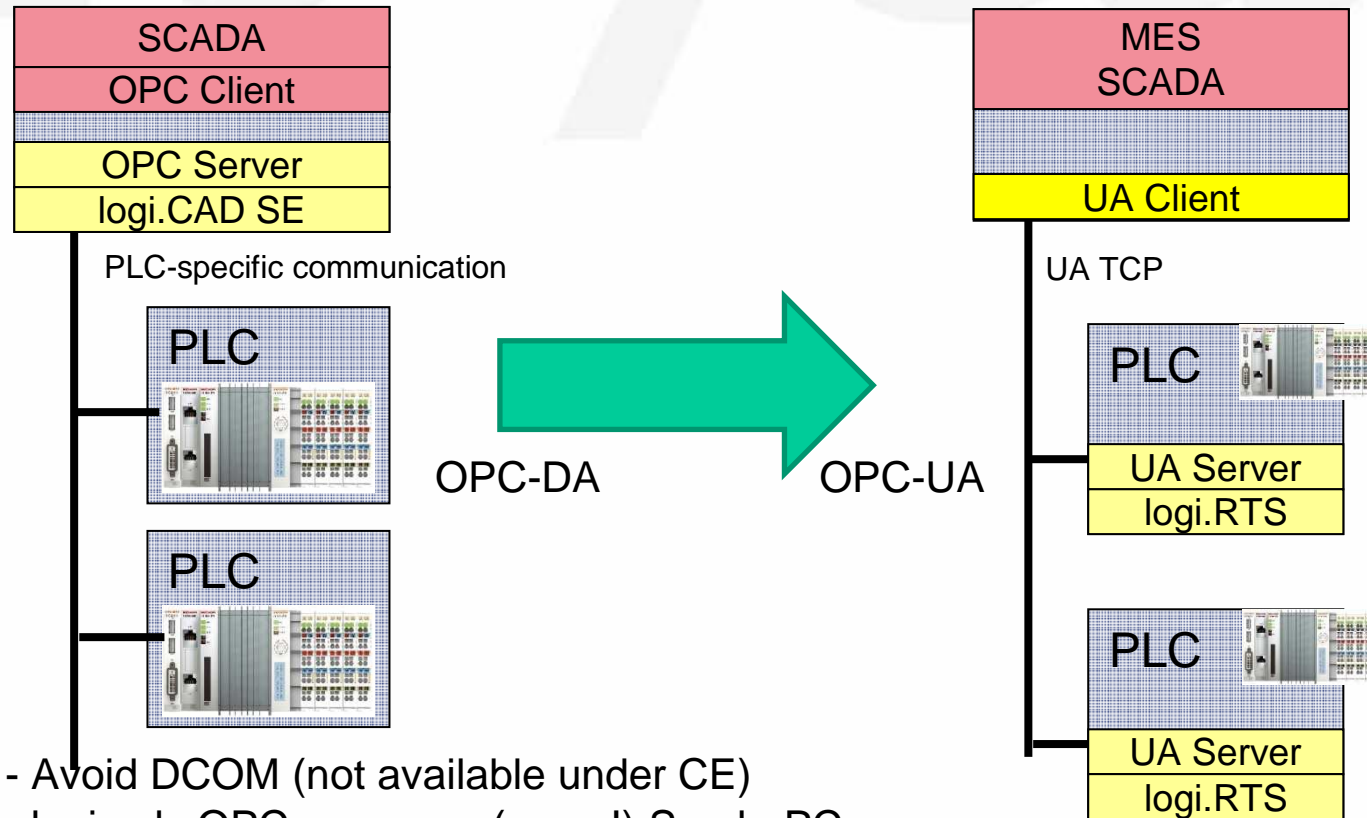 SCADA
OPC Client
OPC Server
logi.CAD SE
PLC-specific communication
PLC
PLC
OPC-DA
OPC-UA
MES
SCADA
UA Client
UA TCP
PLC
UA Server
logi.RTS
PLC
UA Server
logi.RTS
- Avoid DCOM (not available under CE)